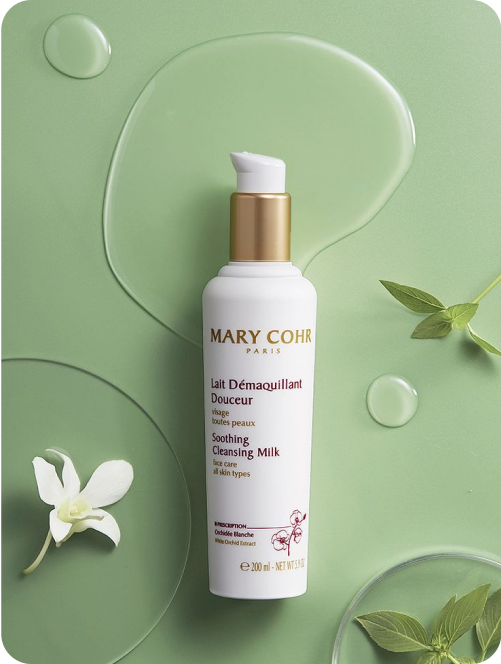 MARY COHR
PARIS
Lait Démaquillant
Douceur
visage
toutes peaux
Soothing
Cleansing Milk
face care
all skin types
PRESCRIPTION
Orchidée Blanche
White Orchid Extract
℮ 200 ml - NET WT